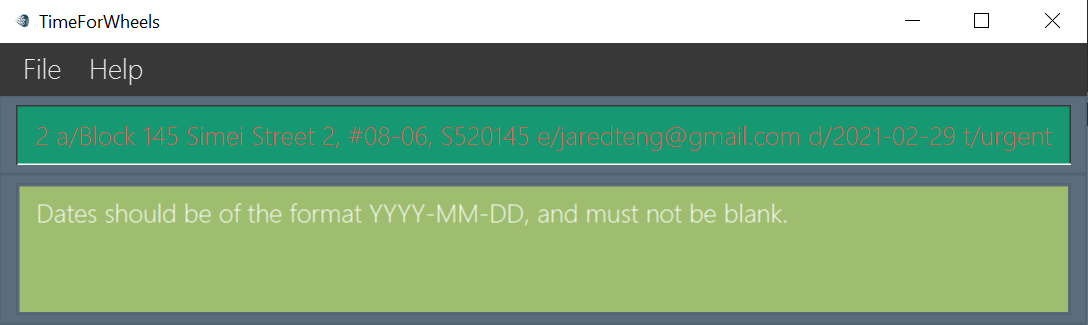 TimeForWheels
File Help
2 a/Block 145 Simei Street 2, #08-06, S520145 e/jaredteng@gmail.com d/2021-02-29 t/urgent
Dates should be of the format YYYY-MM-DD, and must not be blank.